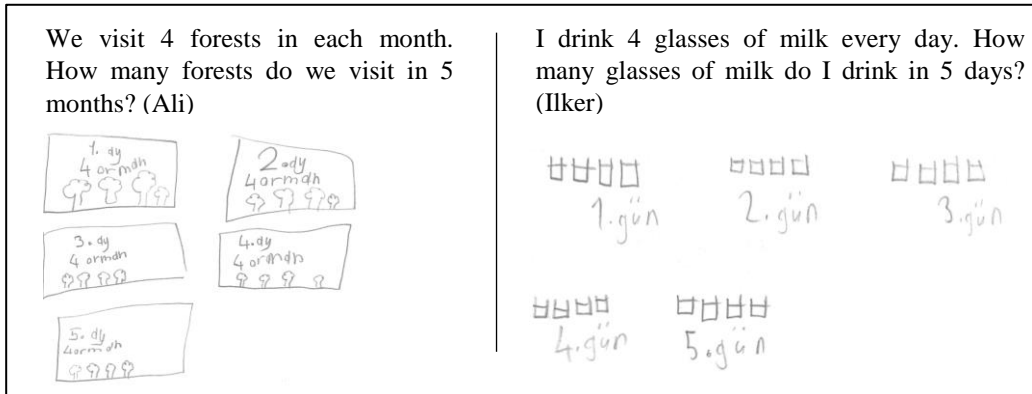 We visit 4 forests in each month.
How many forests do we visit in 5
months? (Ali)
1. ay
4 orman
2. ay
4 orman
3. ay
4 orman
4. ay
4 orman
5. ay
4 orman
I drink 4 glasses of milk every day. How
many glasses of milk do I drink in 5 days?
(Ilker)
1. gün
2. gün
3. gün
4. gün
5. gün